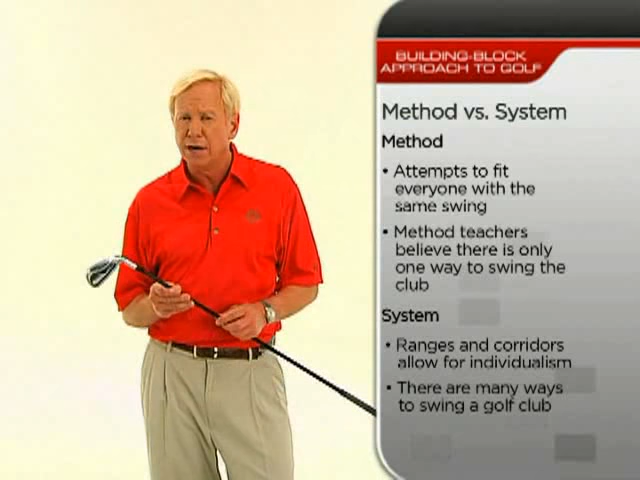 BUILDING-BLOCK
APPROACH TO GOLF
Method vs. System
Method
• Attempts to fit
everyone with the
same swing
• Method teachers
believe there is only
one way to swing the
club
System
• Ranges and corridors
allow for individualism
• There are many ways
to swing a golf club